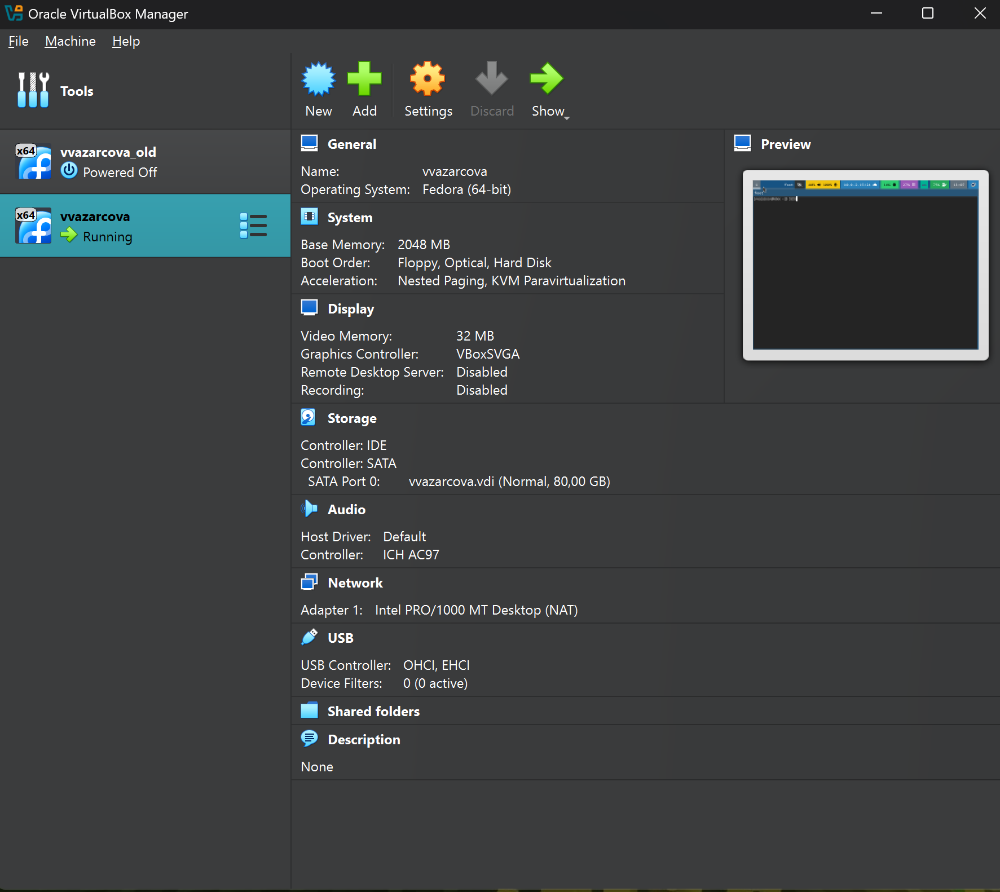 Oracle VirtualBox Manager
File Machine Help
Tools
New Add Settings Discard Show
x64 vvazarcova_old
Powered Off
x64 vvazarcova
Running
General
Name: vvazarcova
Operating System: Fedora (64-bit)
System
Base Memory: 2048 MB
Boot Order: Floppy, Optical, Hard Disk
Acceleration: Nested Paging, KVM Paravirtualization
Display
Video Memory: 32 MB
Graphics Controller: VBoxSVGA
Remote Desktop Server: Disabled
Recording: Disabled
Preview
Storage
Controller: IDE
Controller: SATA
SATA Port 0: vvazarcova.vdi (Normal, 80,00 GB)
Audio
Host Driver: Default
Controller: ICH AC97
Network
Adapter 1: Intel PRO/1000 MT Desktop (NAT)
USB
USB Controller: OHCI, EHCI
Device Filters: 0 (0 active)
Shared folders
Description
None